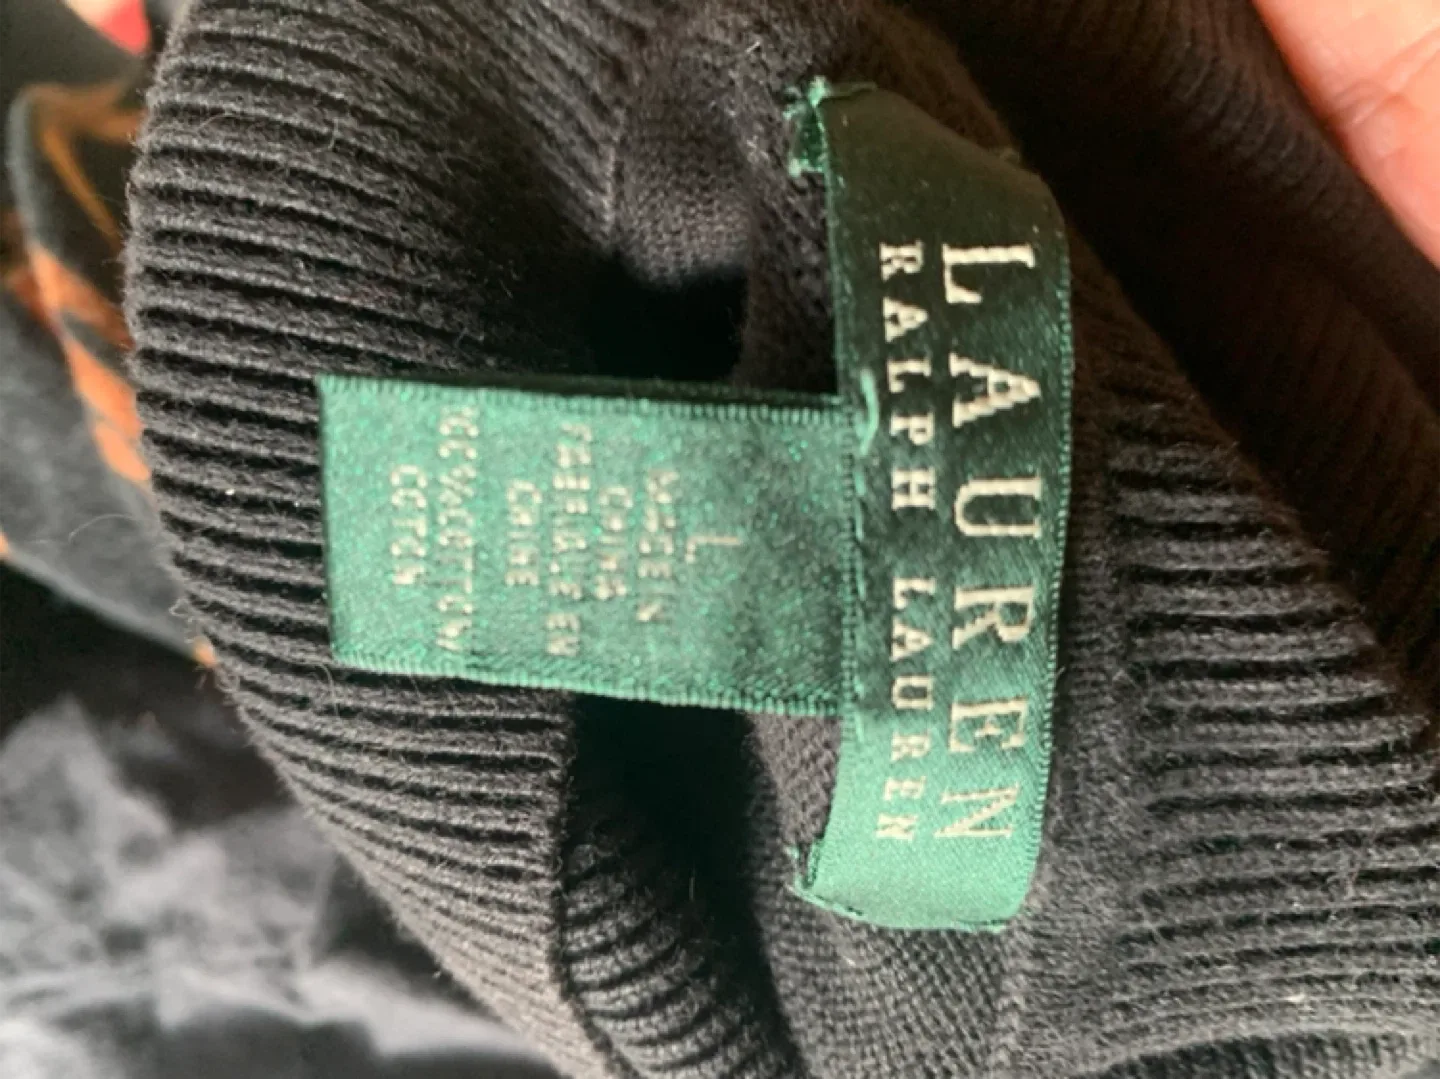 LAUREN
RALPH LAUREN
L
MADE IN
CHINA
FABRIQUE EN
CHINE
100% COTTON
COTON